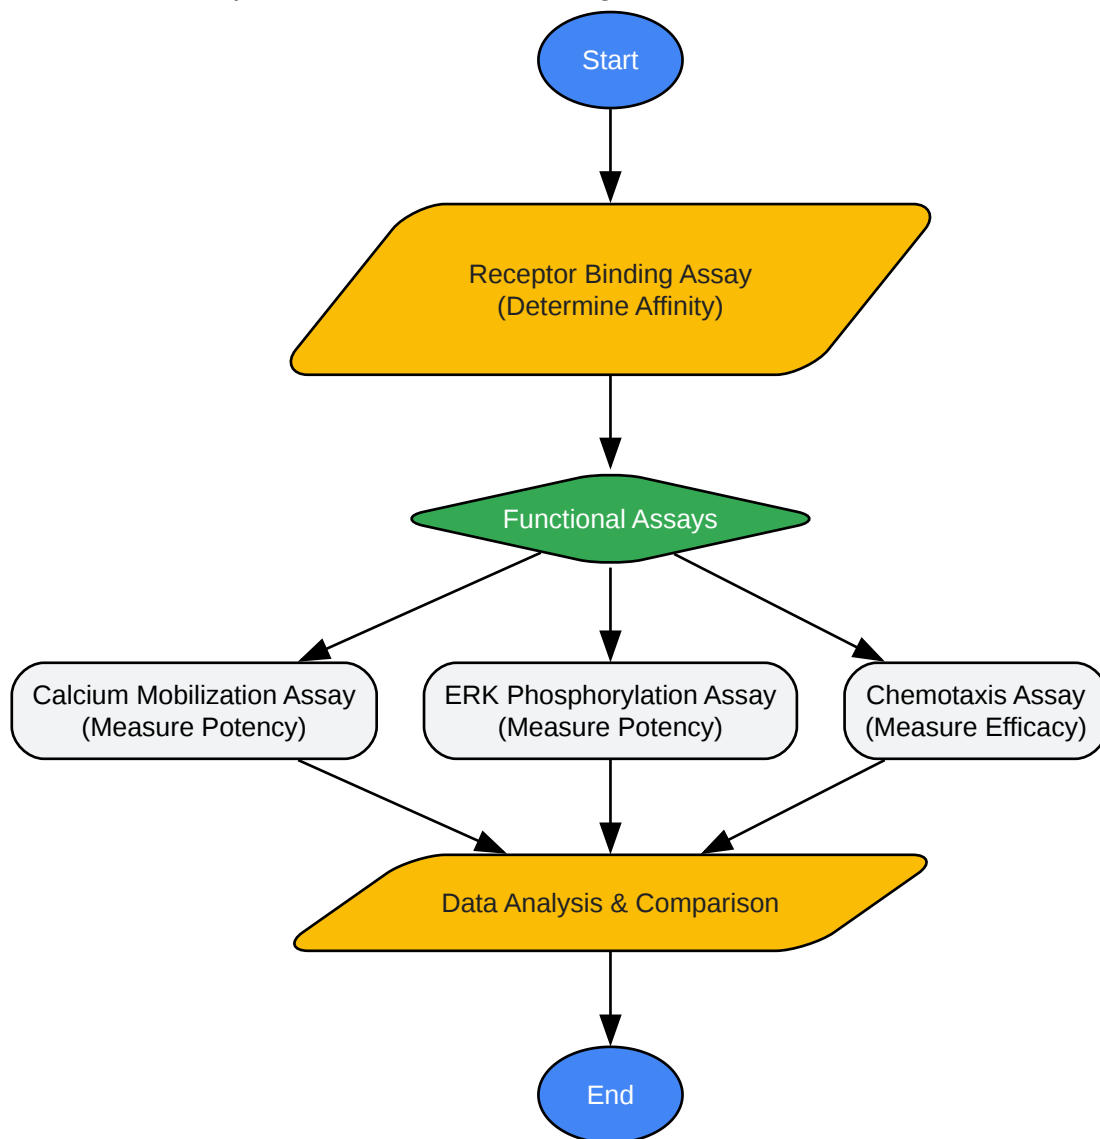 Start
Receptor Binding Assay
(Determine Affinity)
Functional Assays
Calcium Mobilization Assay
(Measure Potency)
ERK Phosphorylation Assay
(Measure Potency)
Chemotaxis Assay
(Measure Efficacy)
Data Analysis & Comparison
End